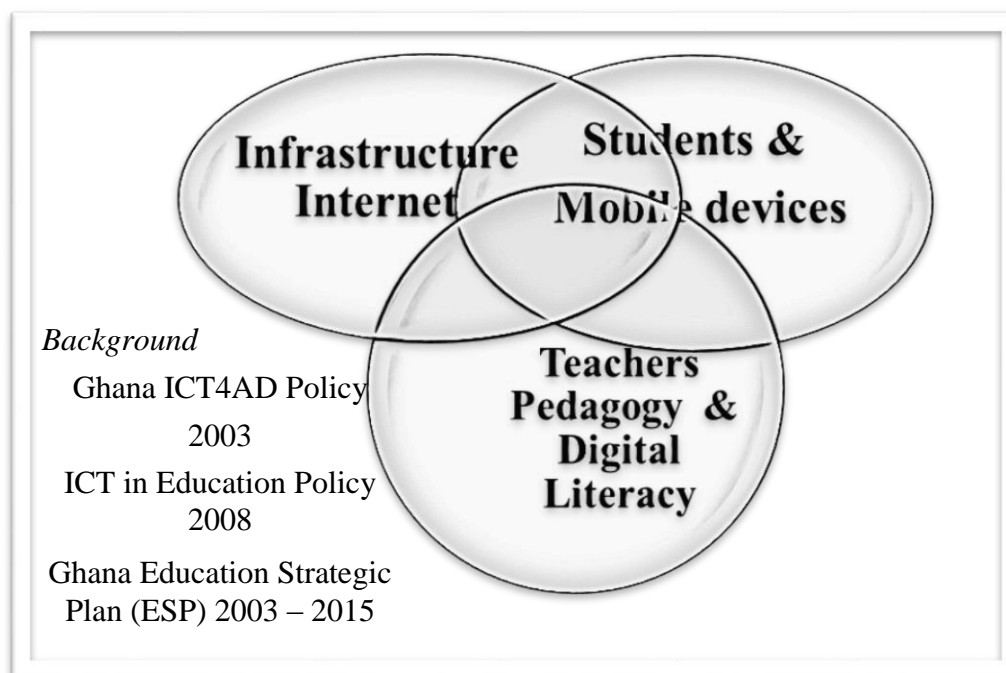 Infrastructure
Internet
Students &
Mobile devices
Teachers
Pedagogy &
Digital
Literacy
Background
Ghana ICT4AD Policy
2003
ICT in Education Policy
2008
Ghana Education Strategic
Plan (ESP) 2003 – 2015